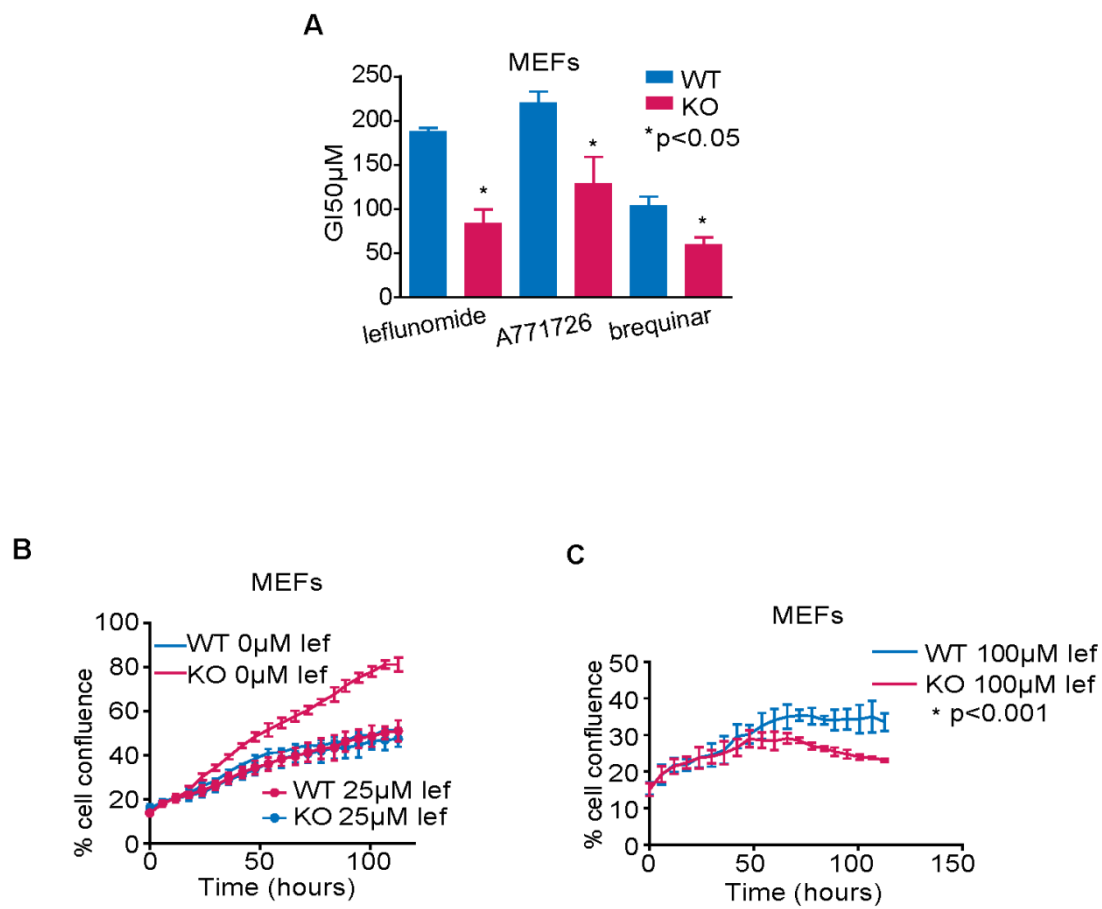 A
MEFs
WT
KO
* p<0.05
GI50µM
250
200
150
100
50
0
leflunomide
A771726
brequinar
*
*
*
B
MEFs
WT 0µM lef
KO 0µM lef
% cell confluence
100
80
60
40
20
0
WT 25µM lef
KO 25µM lef
0 50 100
Time (hours)
C
MEFs
WT 100µM lef
KO 100µM lef
* p<0.001
% cell confluence
50
40
30
20
10
0
0 50 100 150
Time (hours)